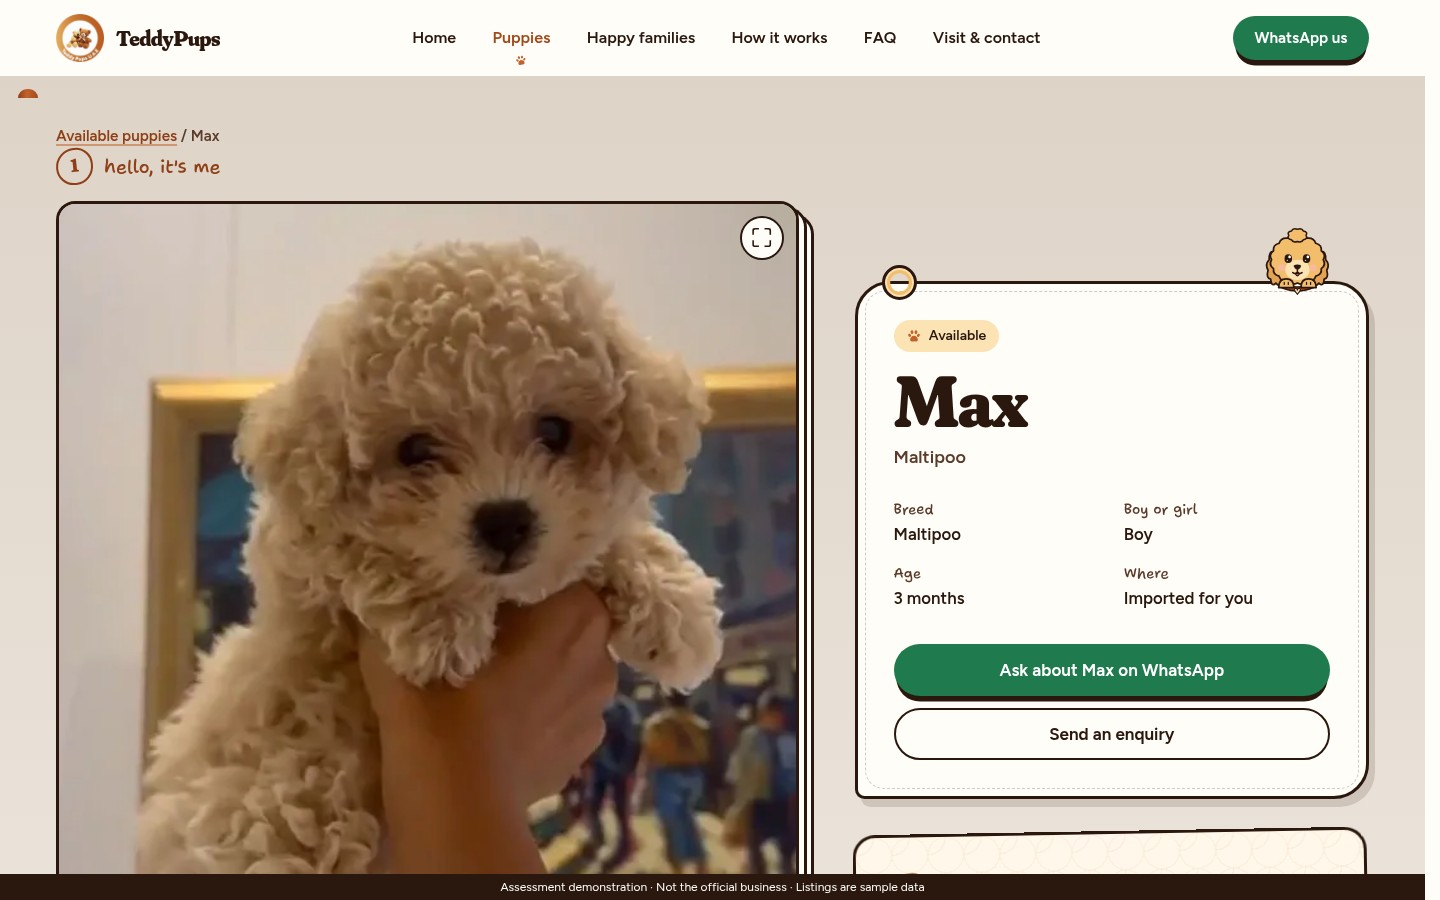 TeddyPups
Home
Puppies
Happy families
How it works
FAQ
Visit & contact
WhatsApp us
Available puppies / Max
1 hello, it's me
Available
Max
Maltipoo
Breed
Maltipoo
Boy or girl
Boy
Age
3 months
Where
Imported for you
Ask about Max on WhatsApp
Send an enquiry
Assessment demonstration · Not the official business · Listings are sample data